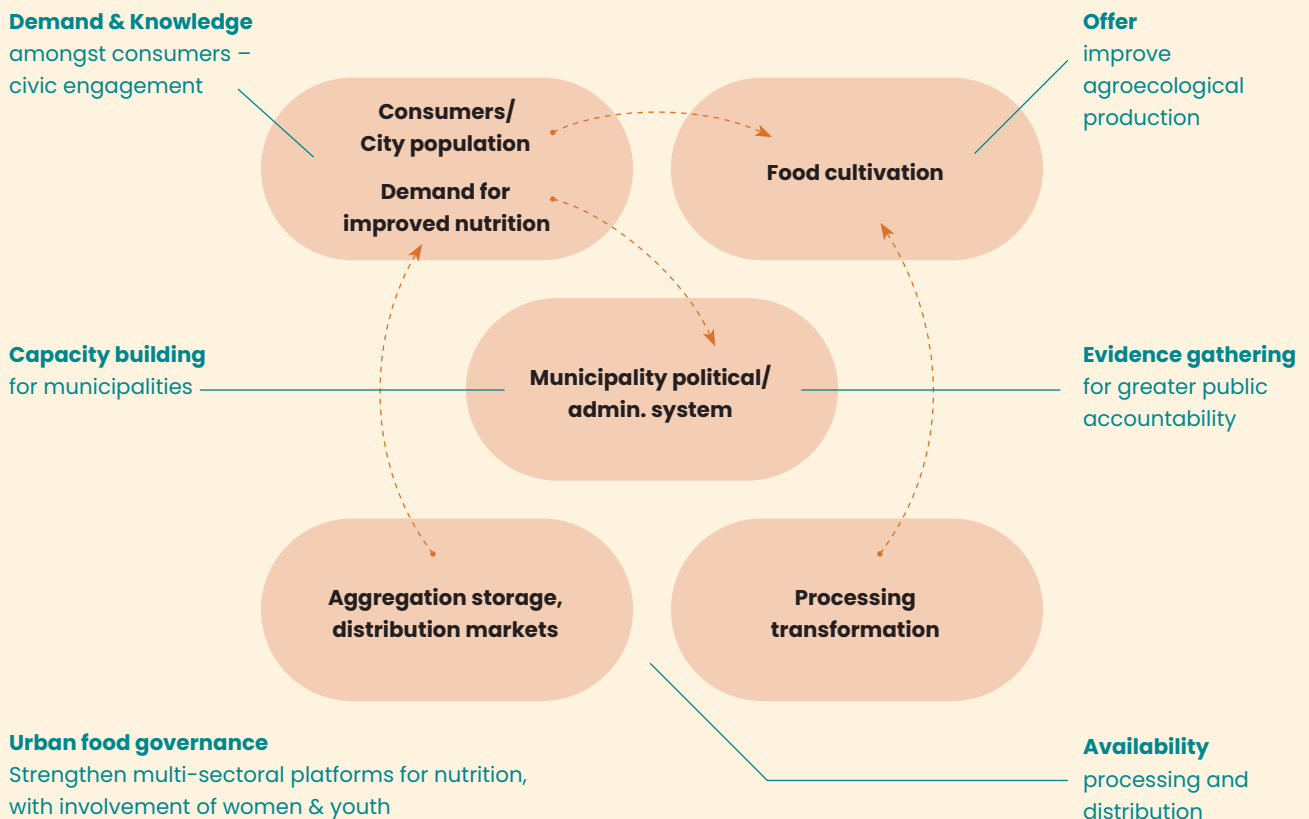 Demand & Knowledge
amongst consumers –
civic engagement
Offer
improve
agroecological
production
Consumers/
City population
Demand for
improved nutrition
Food cultivation
Capacity building
for municipalities
Municipality political/
admin. system
Evidence gathering
for greater public
accountability
Aggregation storage,
distribution markets
Processing
transformation
Urban food governance
Strengthen multi-sectoral platforms for nutrition,
with involvement of women & youth
Availability
processing and
distribution